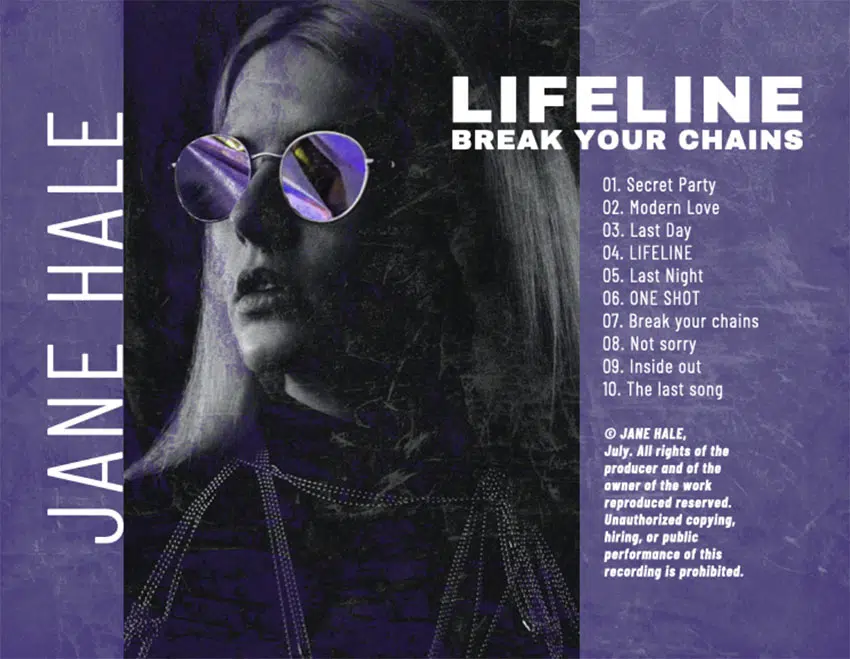 JANE HALE
LIFELINE
BREAK YOUR CHAINS
01. Secret Party
02. Modern Love
03. Last Day
04. LIFELINE
05. Last Night
06. ONE SHOT
07. Break your chains
08. Not sorry
09. Inside out
10. The last song
© JANE HALE,
July. All rights of the
producer and of the
owner of the work
reproduced reserved.
Unauthorized copying,
hiring, or public
performance of this
recording is prohibited.